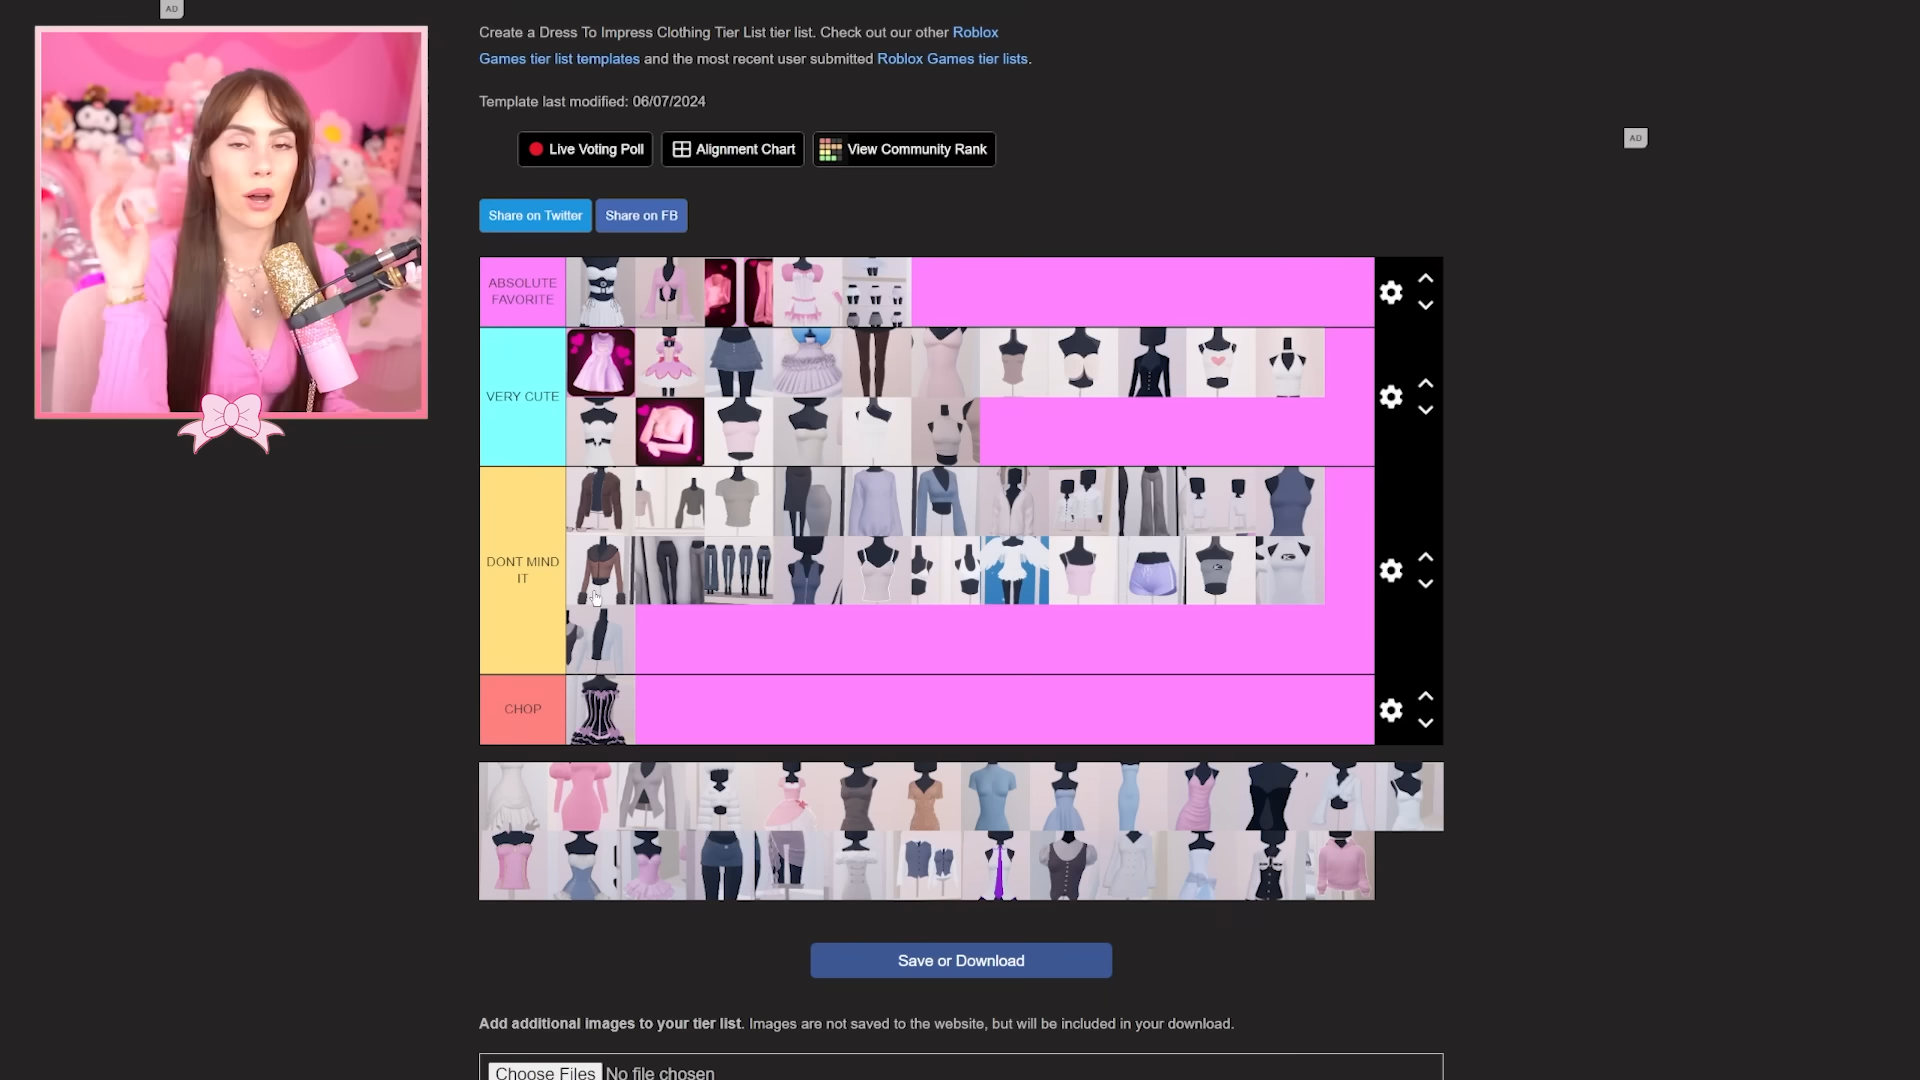 AD
Create a Dress To Impress Clothing Tier List tier list. Check out our other Roblox
Games tier list templates and the most recent user submitted Roblox Games tier lists.
Template last modified: 06/07/2024
Live Voting Poll
Alignment Chart
View Community Rank
AD
Share on Twitter
Share on FB
ABSOLUTE
FAVORITE
VERY CUTE
DONT MIND
IT
CHOP
Save or Download
Add additional images to your tier list. Images are not saved to the website, but will be included in your download.
Choose Files No file chosen